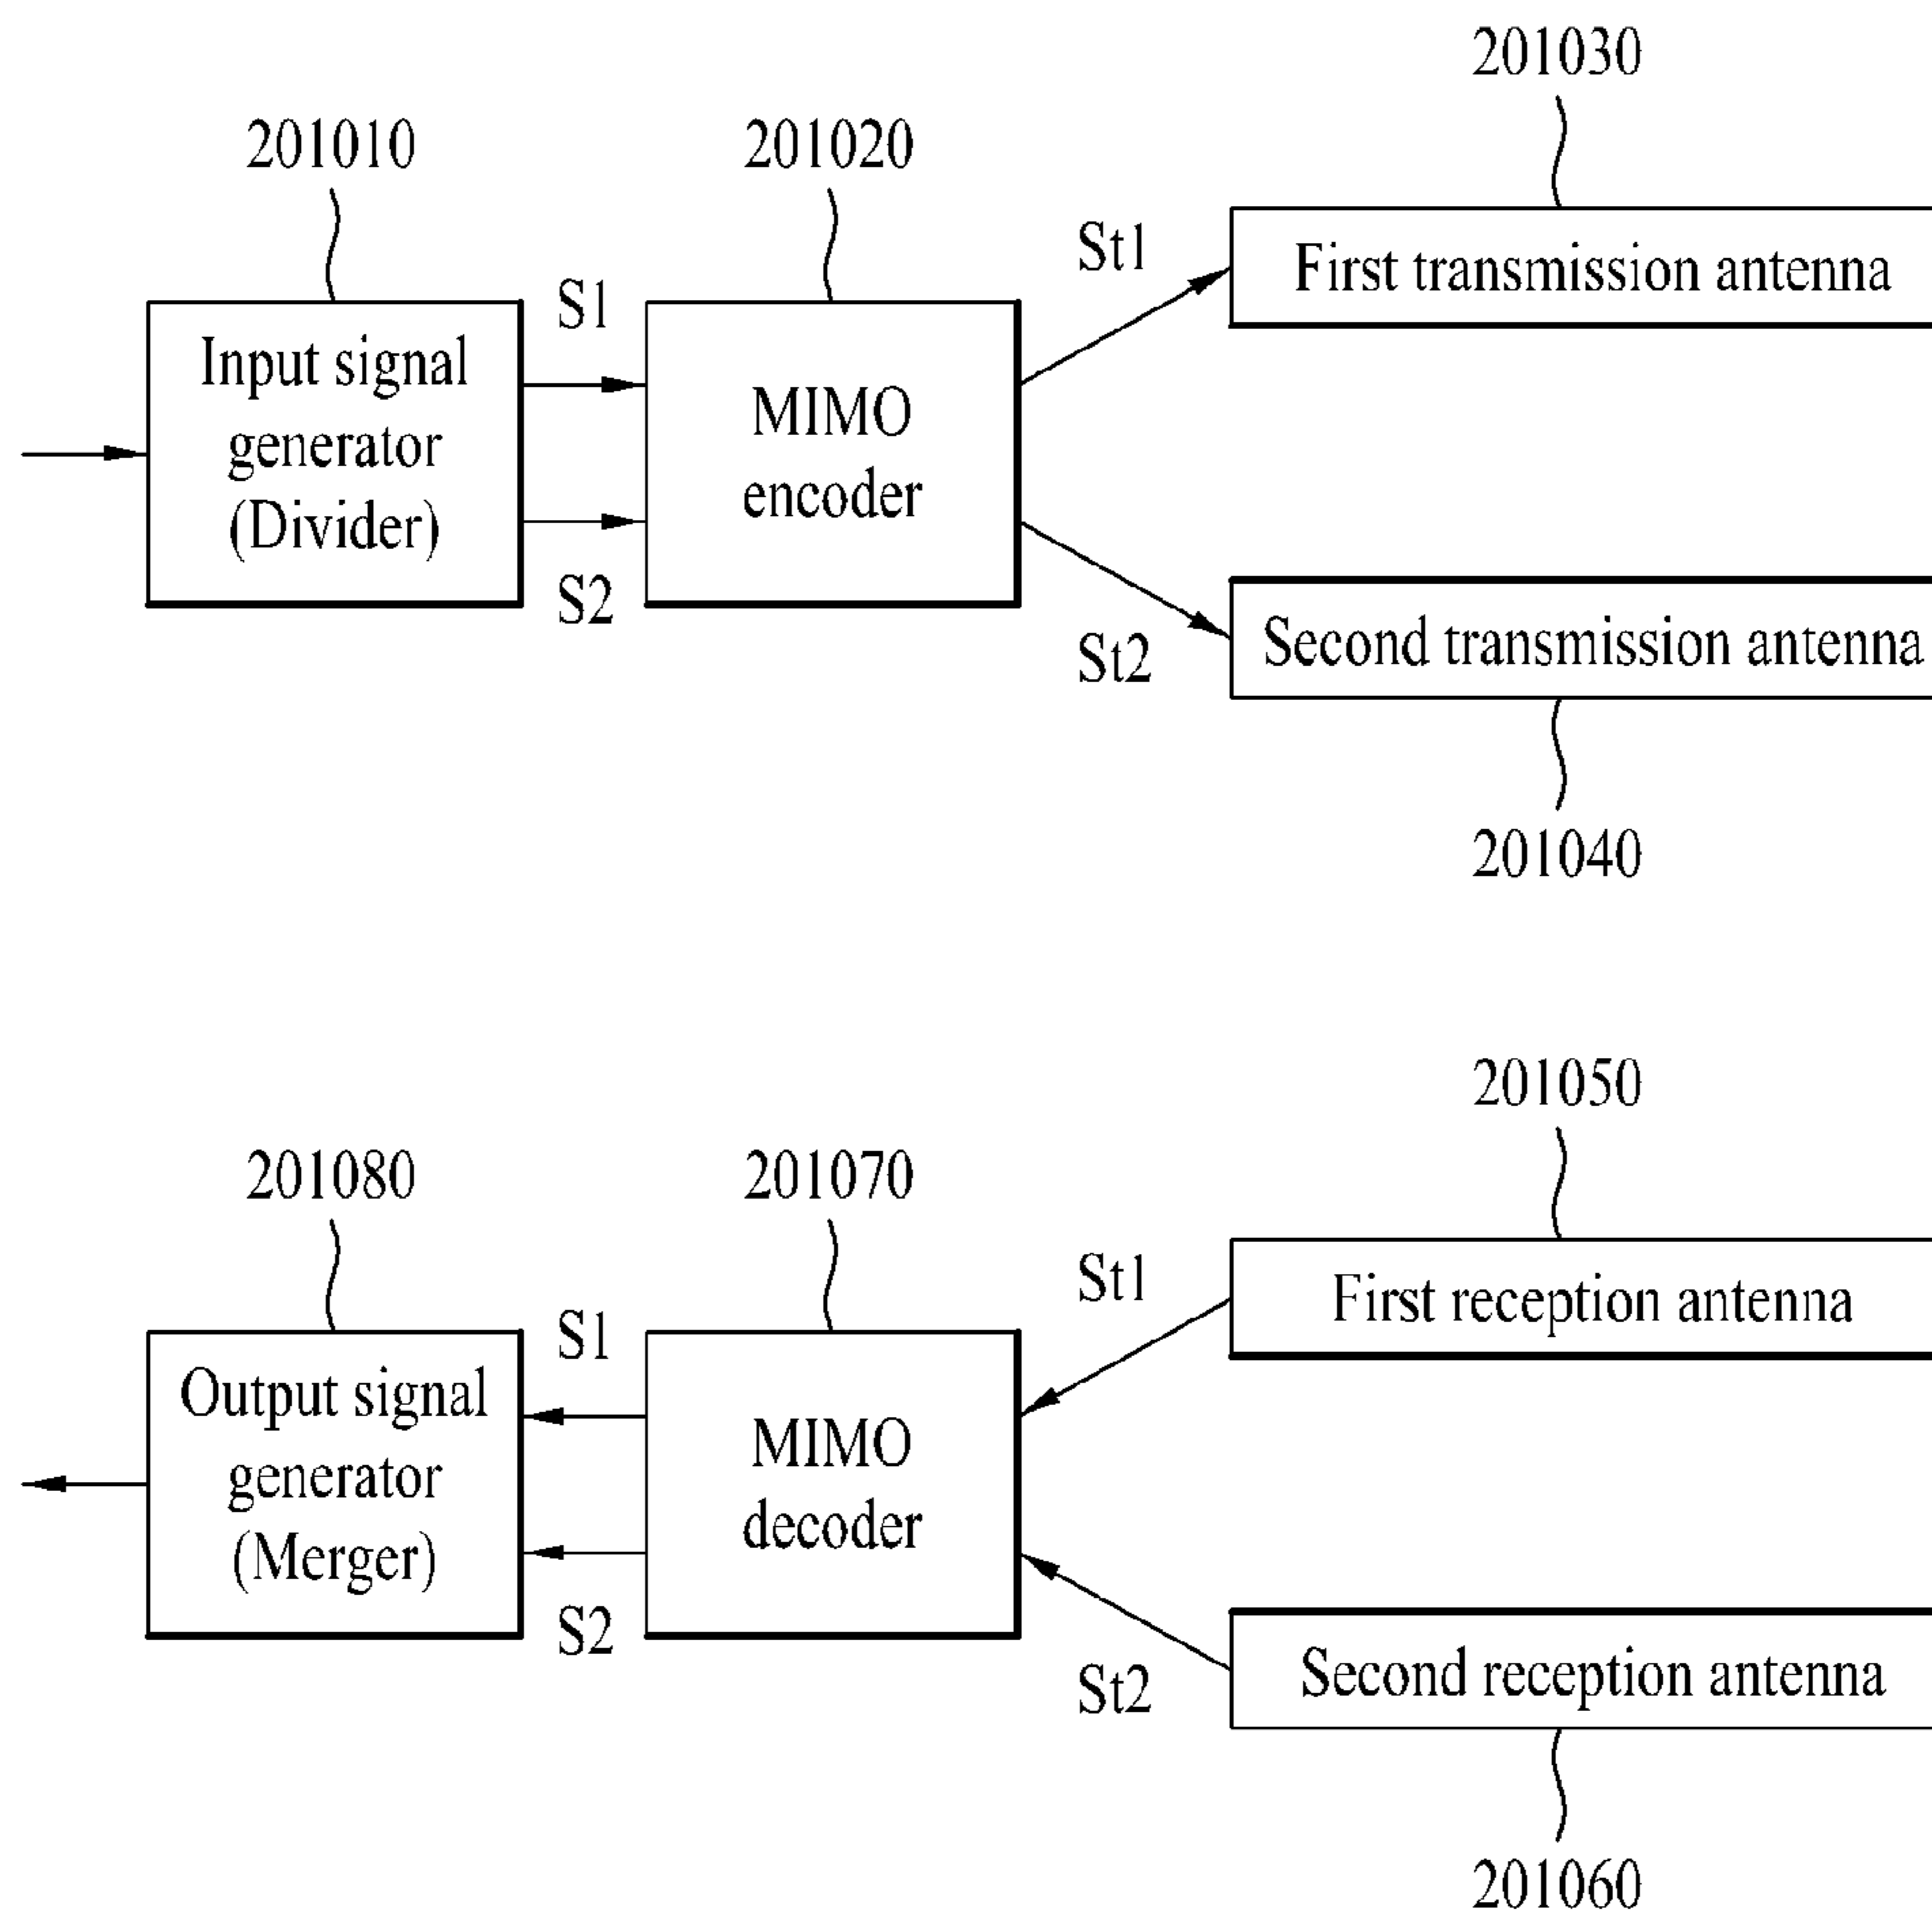 201030
201010
201020
St1
First transmission antenna
S1
Input signal
generator
(Divider)
MIMO
encoder
S2
St2
Second transmission antenna
201040
201050
201080
201070
St1
First reception antenna
S1
Output signal
generator
(Merger)
MIMO
decoder
S2
St2
Second reception antenna
201060